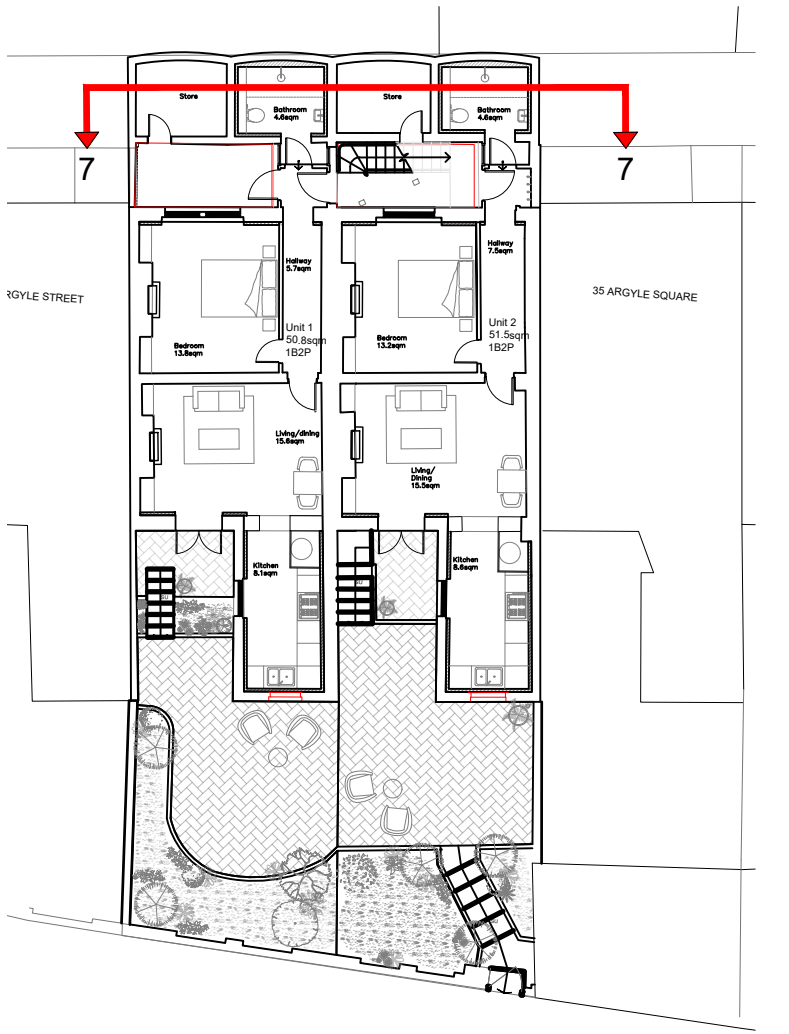 Store
Bathroom
4.6sqm
Store
Bathroom
4.6sqm
7
7
Hallway
5.7sqm
Hallway
7.5sqm
RGYLE STREET
35 ARGYLE SQUARE
Unit 1
50.8sqm
1B2P
Unit 2
51.5sqm
1B2P
Bedroom
13.8sqm
Bedroom
13.2sqm
Living/dining
15.6sqm
Living/
Dining
15.5sqm
Kitchen
8.1sqm
Kitchen
8.6sqm